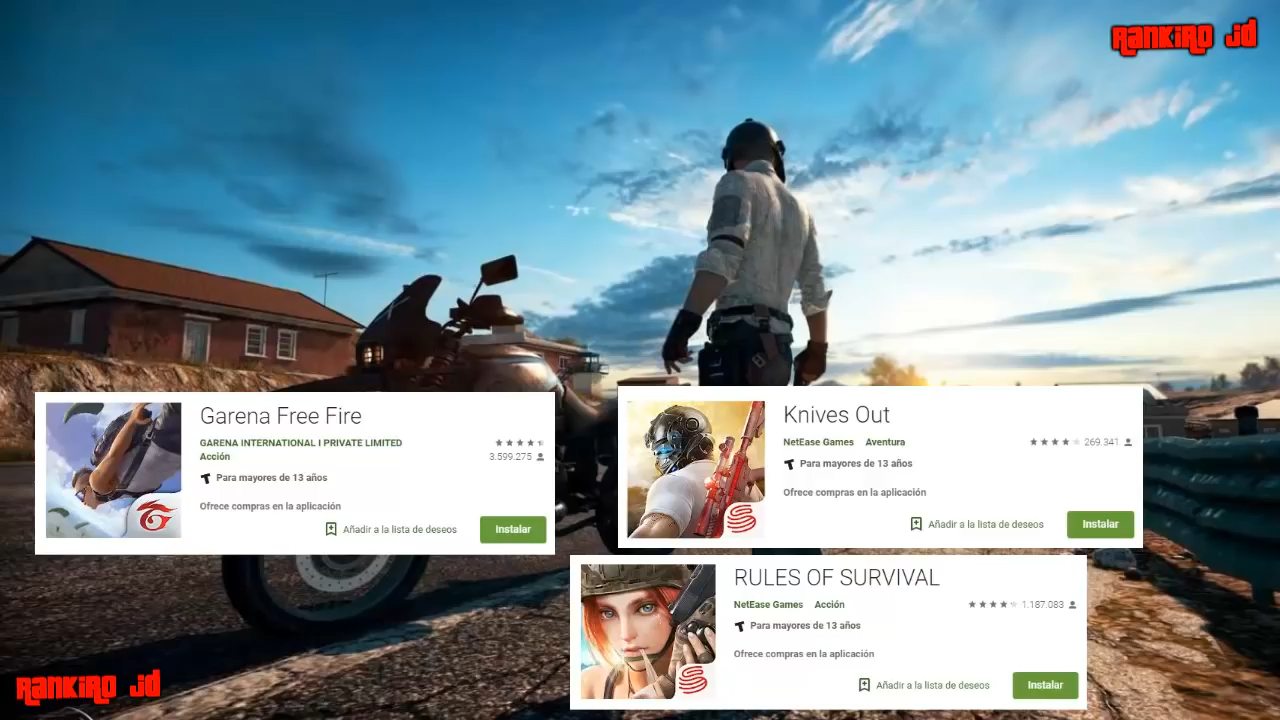 RANKIRO JD
Garena Free Fire
GARENA INTERNATIONAL I PRIVATE LIMITED
Acción
3.599.275
Para mayores de 13 años
Ofrece compras en la aplicación
Añadir a la lista de deseos
Instalar
Knives Out
NetEase Games Aventura
269.341
Para mayores de 13 años
Ofrece compras en la aplicación
Añadir a la lista de deseos
Instalar
RULES OF SURVIVAL
NetEase Games Acción
1.187.083
Para mayores de 13 años
Ofrece compras en la aplicación
Añadir a la lista de deseos
Instalar
RANKIRO JD